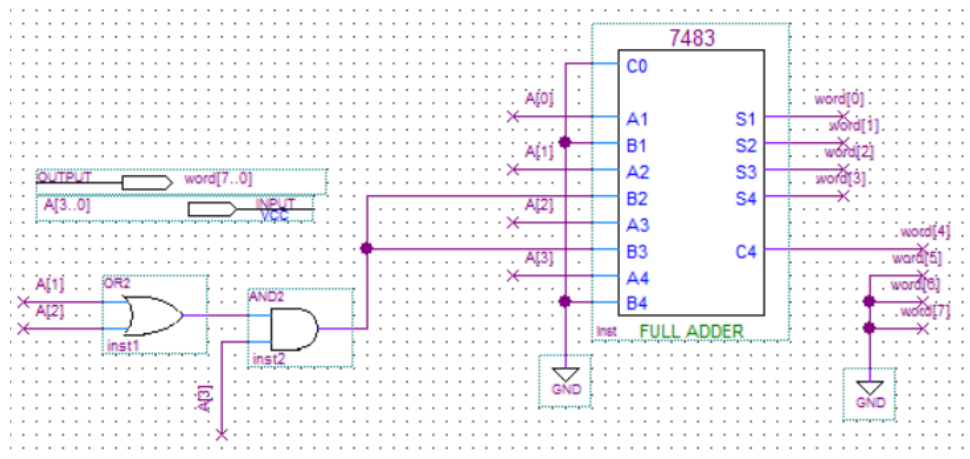 7483
C0
A[0]
A1
S1
word[0]
B1
S2
word[1]
A[1]
A2
S3
word[2]
OUTPUT
word[7..0]
B2
S4
word[3]
A[3..0]
INPUT
VCC
A[2]
A3
B3
C4
word[4]
A[3]
A4
word[5]
A[1]
OR2
B4
word[6]
A[2]
AND2
word[7]
inst
FULL ADDER
inst1
inst2
A[3]
GND
GND